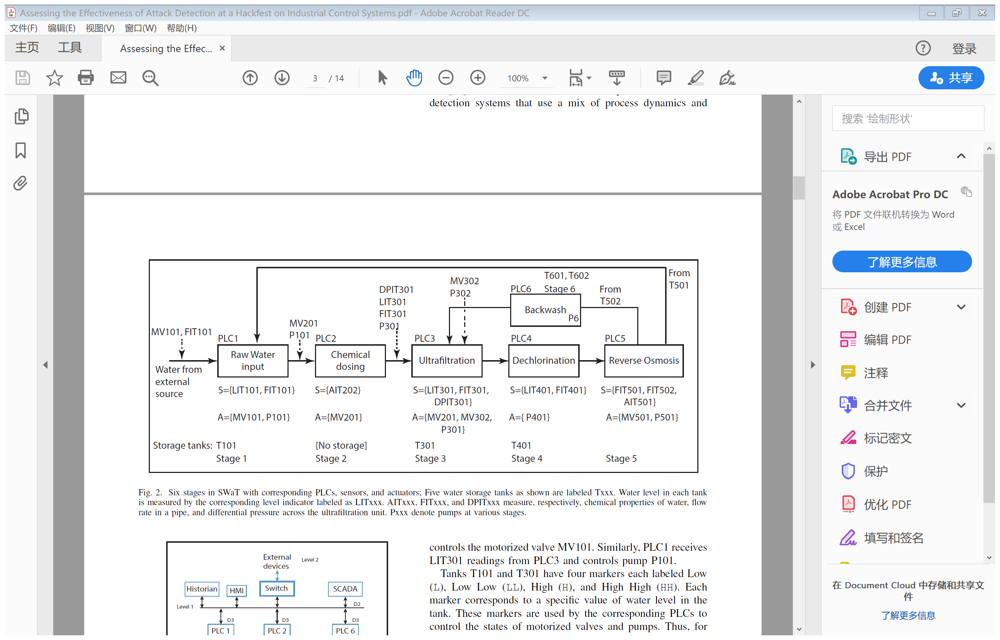 Assessing the Effectiveness of Attack Detection at a Hackfest on Industrial Control Systems.pdf - Adobe Acrobat Reader DC
文件(F) 编辑(E) 视图(V) 窗口(W) 帮助(H)
主页 工具 Assessing the Effec... 登录
3 / 14 100% 共享
detection systems that use a mix of process dynamics and
From
T501
T601, T602
PLC6 Stage 6
From
T502
Backwash
P6
MV302
P302
DPIT301
LIT301
FIT301
P301
MV201
P101
MV101, FIT101
PLC1 PLC2 PLC3 PLC4 PLC5
Raw Water
input
Chemical
dosing
Ultrafiltration
Dechlorination
Reverse Osmosis
Water from
external
source
S={LIT101, FIT101} S={AIT202} S={LIT301, FIT301,
DPIT301} S={LIT401, FIT401} S={FIT501, FIT502,
AIT501}
A={MV101, P101} A={MV201} A={MV201, MV302,
P301} A={ P401} A={MV501, P501}
Storage tanks: T101 [No storage] T301 T401
Stage 1 Stage 2 Stage 3 Stage 4 Stage 5
Fig. 2. Six stages in SWaT with corresponding PLCs, sensors, and actuators; Five water storage tanks as shown are labeled Txxx. Water level in each tank
is measured by the corresponding level indicator labeled as LITxxx. AITxxx, FITxxx, and DPITxxx measure, respectively, chemical properties of water, flow
rate in a pipe, and differential pressure across the ultrafiltration unit. Pxxx denote pumps at various stages.
External
devices
Level 2
Historian HMI Switch SCADA
Level 1 D2
D3 D3 D3
PLC 1 PLC 2 PLC 6
controls the motorized valve MV101. Similarly, PLC1 receives
LIT301 readings from PLC3 and controls pump P101.
Tanks T101 and T301 have four markers each labeled Low
(L), Low Low (LL), High (H), and High High (HH). Each
marker corresponds to a specific value of water level in the
tank. These markers are used by the corresponding PLCs to
control the states of motorized valves and pumps. Thus, for
搜索 '绘制形状'
导出 PDF
Adobe Acrobat Pro DC
将 PDF 文件联机转换为 Word
或 Excel
了解更多信息
创建 PDF
编辑 PDF
注释
合并文件
标记密文
保护
优化 PDF
填写和签名
在 Document Cloud 中存储和共享文
件
了解更多信息